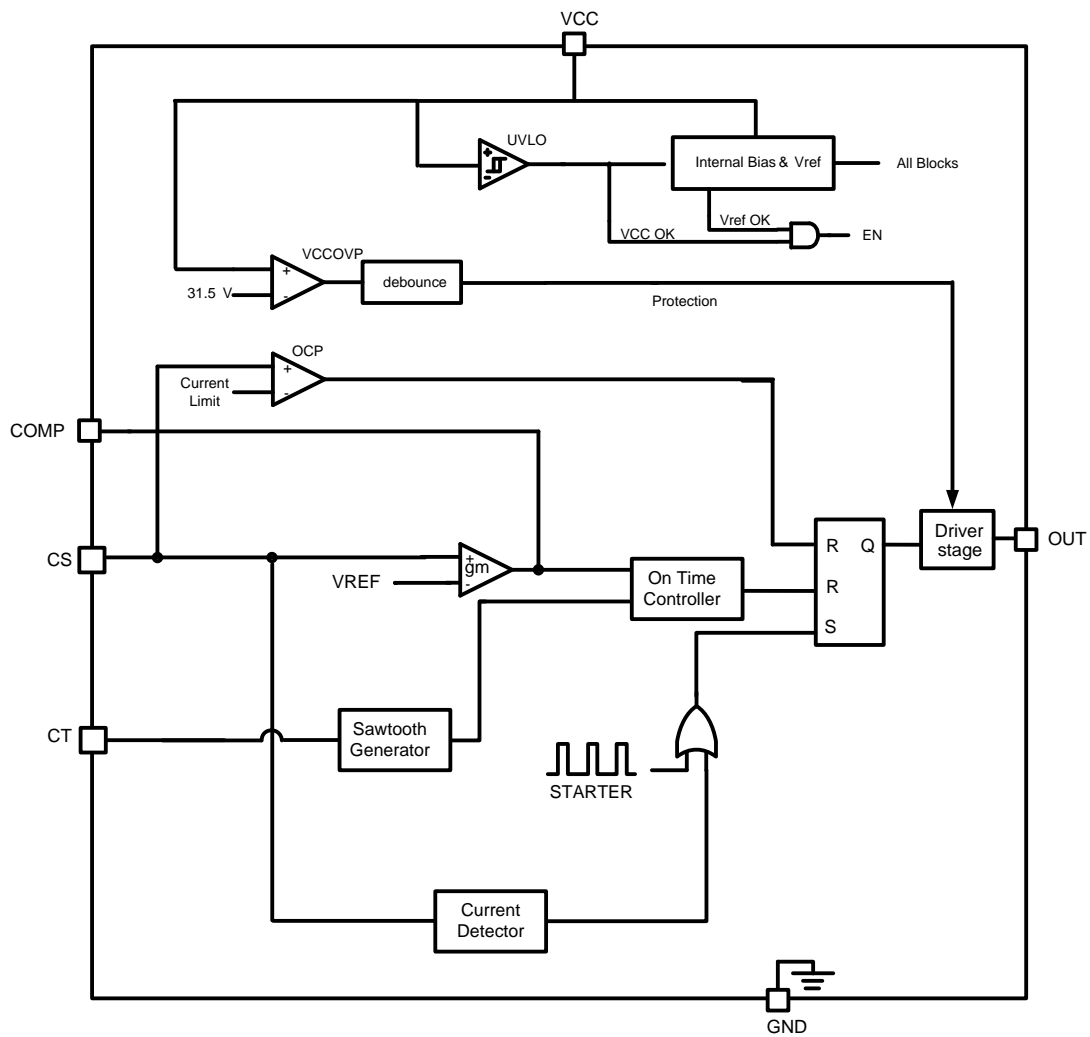 VCC
UVLO
+
-
Internal Bias & Vref
All Blocks
Vref OK
VCC OK
EN
VCCOVP
+
31.5 V
-
debounce
Protection
OCP
+
Current
Limit
-
COMP
CS
+
gm
-
VREF
On Time
Controller
R Q
R
S
Driver
stage
OUT
CT
Sawtooth
Generator
STARTER
Current
Detector
GND